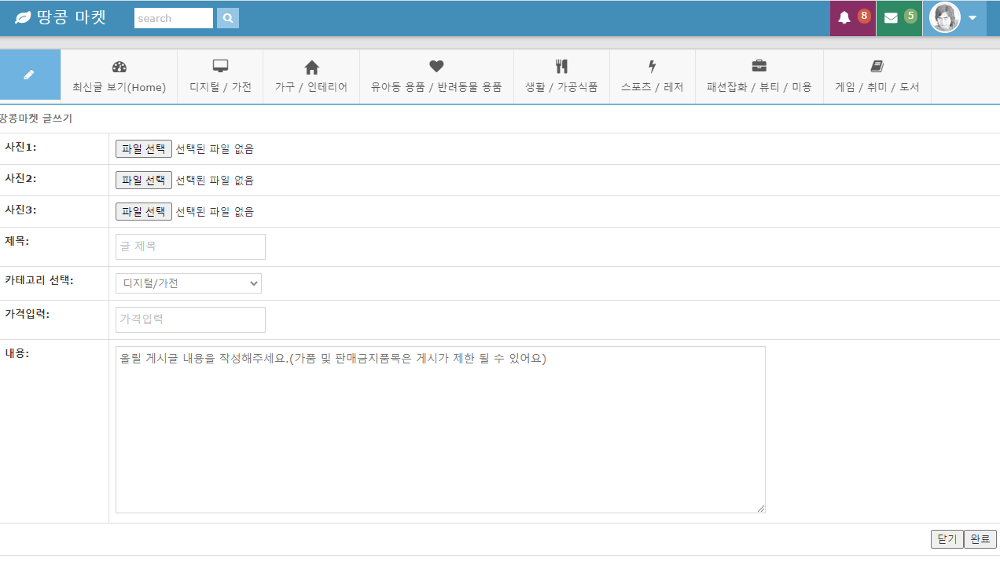 땅콩 마켓 search 8 5
최신글 보기(Home) 디지털 / 가전 가구 / 인테리어 유아동 용품 / 반려동물 용품 생활 / 가공식품 스포츠 / 레저 패션잡화 / 뷰티 / 미용 게임 / 취미 / 도서
땅콩마켓 글쓰기
사진1: 파일 선택 선택된 파일 없음
사진2: 파일 선택 선택된 파일 없음
사진3: 파일 선택 선택된 파일 없음
제목: 글 제목
카테고리 선택: 디지털/가전
가격입력: 가격입력
내용: 올릴 게시글 내용을 작성해주세요.(가품 및 판매금지품목은 게시가 제한 될 수 있어요)
닫기 완료